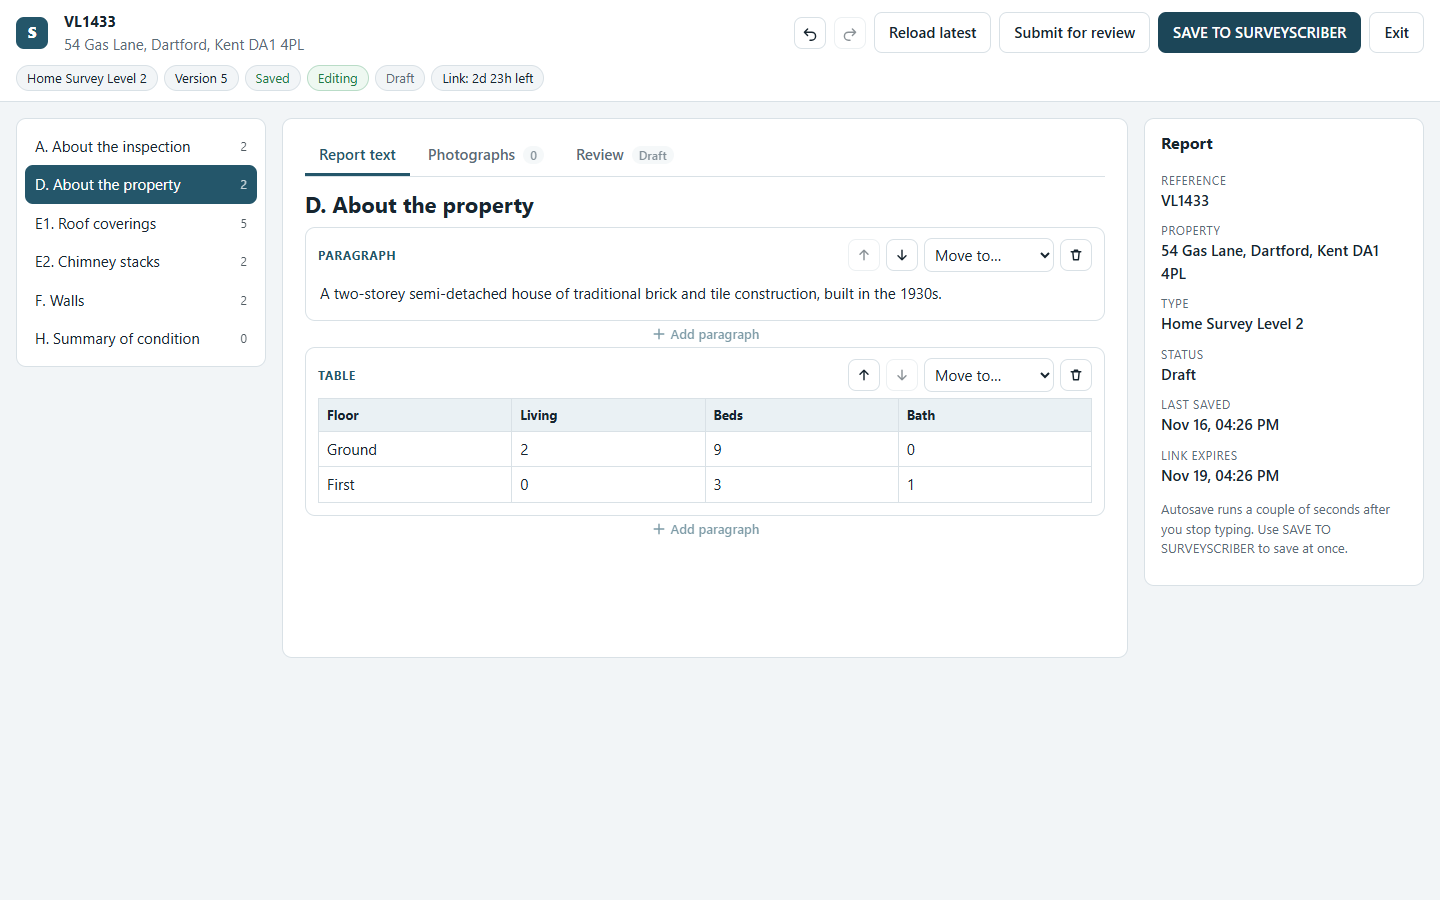 S
VL1433
54 Gas Lane, Dartford, Kent DA1 4PL
Reload latest
Submit for review
SAVE TO SURVEYSCRIBER
Exit
Home Survey Level 2
Version 5
Saved
Editing
Draft
Link: 2d 23h left
A. About the inspection 2
D. About the property 2
E1. Roof coverings 5
E2. Chimney stacks 2
F. Walls 2
H. Summary of condition 0
Report text
Photographs 0
Review Draft
D. About the property
PARAGRAPH
Move to...
A two-storey semi-detached house of traditional brick and tile construction, built in the 1930s.
+ Add paragraph
TABLE
Move to...
Floor Living Beds Bath
Ground 2 9 0
First 0 3 1
+ Add paragraph
Report
REFERENCE
VL1433
PROPERTY
54 Gas Lane, Dartford, Kent DA1
4PL
TYPE
Home Survey Level 2
STATUS
Draft
LAST SAVED
Nov 16, 04:26 PM
LINK EXPIRES
Nov 19, 04:26 PM
Autosave runs a couple of seconds after
you stop typing. Use SAVE TO
SURVEYSCRIBER to save at once.